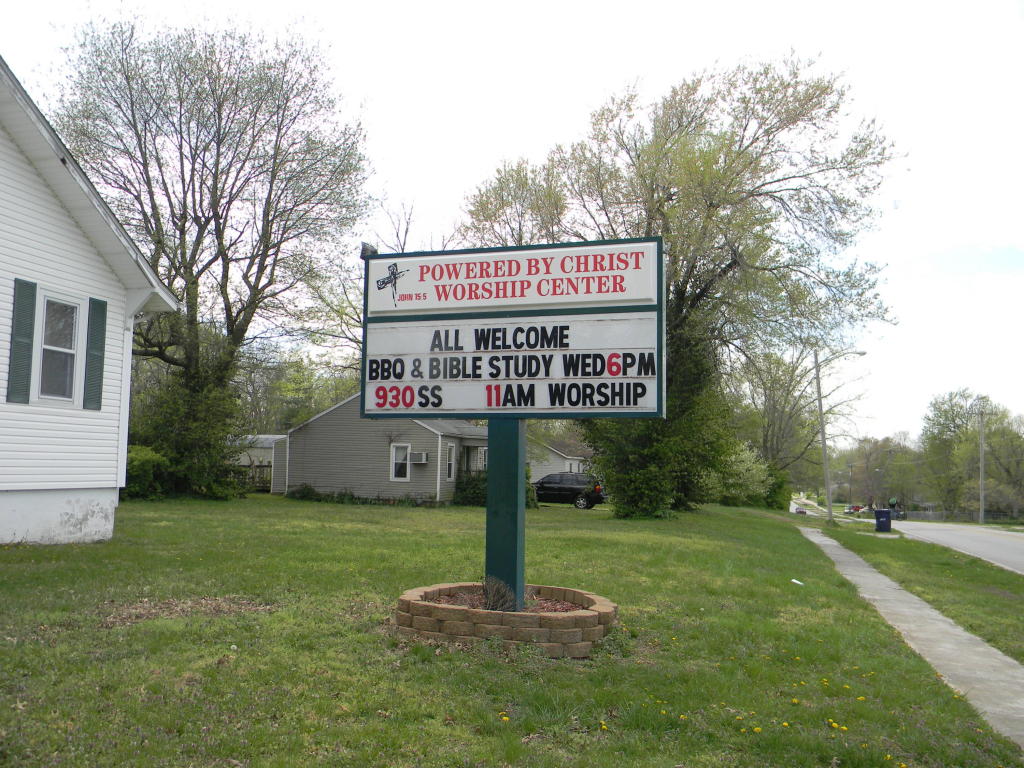 POWERED BY CHRIST
WORSHIP CENTER
JOHN 15 5
ALL WELCOME
BBQ & BIBLE STUDY WED6PM
930SS 11AM WORSHIP